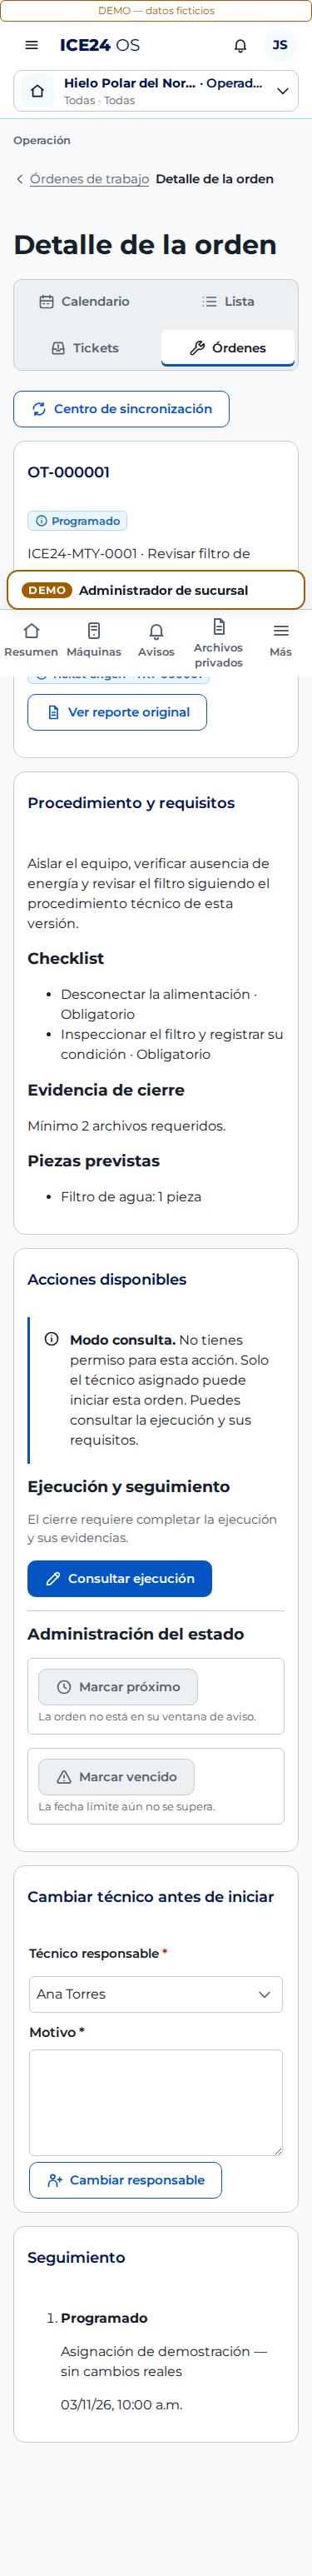 DEMO — datos ficticios
ICE24 OS
JS
Hielo Polar del Nor... · Operad...
Todas · Todas
Operación
Órdenes de trabajo Detalle de la orden
Detalle de la orden
Calendario Lista
Tickets Órdenes
Centro de sincronización
OT-000001
Programado
ICE24-MTY-0001 · Revisar filtro de
DEMO Administrador de sucursal
Resumen Máquinas Avisos Archivos privados Más
Ver reporte original
Procedimiento y requisitos
Aislar el equipo, verificar ausencia de
energía y revisar el filtro siguiendo el
procedimiento técnico de esta
versión.
Checklist
• Desconectar la alimentación ·
Obligatorio
• Inspeccionar el filtro y registrar su
condición · Obligatorio
Evidencia de cierre
Mínimo 2 archivos requeridos.
Piezas previstas
• Filtro de agua: 1 pieza
Acciones disponibles
Modo consulta. No tienes
permiso para esta acción. Solo
el técnico asignado puede
iniciar esta orden. Puedes
consultar la ejecución y sus
requisitos.
Ejecución y seguimiento
El cierre requiere completar la ejecución
y sus evidencias.
Consultar ejecución
Administración del estado
Marcar próximo
La orden no está en su ventana de aviso.
Marcar vencido
La fecha límite aún no se supera.
Cambiar técnico antes de iniciar
Técnico responsable *
Ana Torres
Motivo *
Cambiar responsable
Seguimiento
1. Programado
Asignación de demostración —
sin cambios reales
03/11/26, 10:00 a.m.